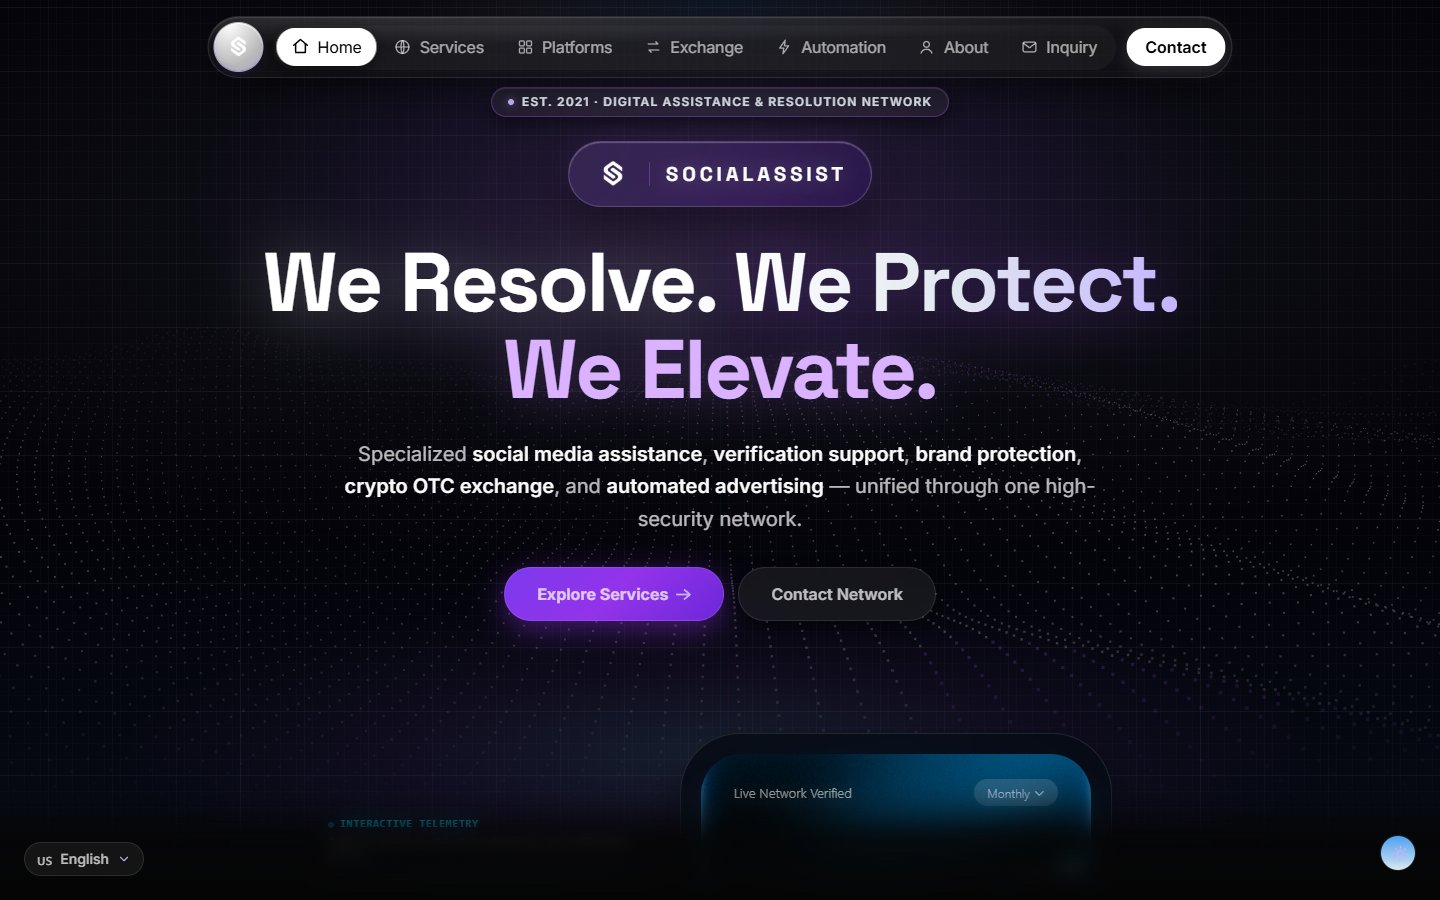 Home Services Platforms Exchange Automation About Inquiry Contact
EST. 2021 · DIGITAL ASSISTANCE & RESOLUTION NETWORK
SOCIALASSIST
We Resolve. We Protect.
We Elevate.
Specialized social media assistance, verification support, brand protection,
crypto OTC exchange, and automated advertising — unified through one high-
security network.
Explore Services →
Contact Network
Live Network Verified
Monthly
INTERACTIVE TELEMETRY
US English